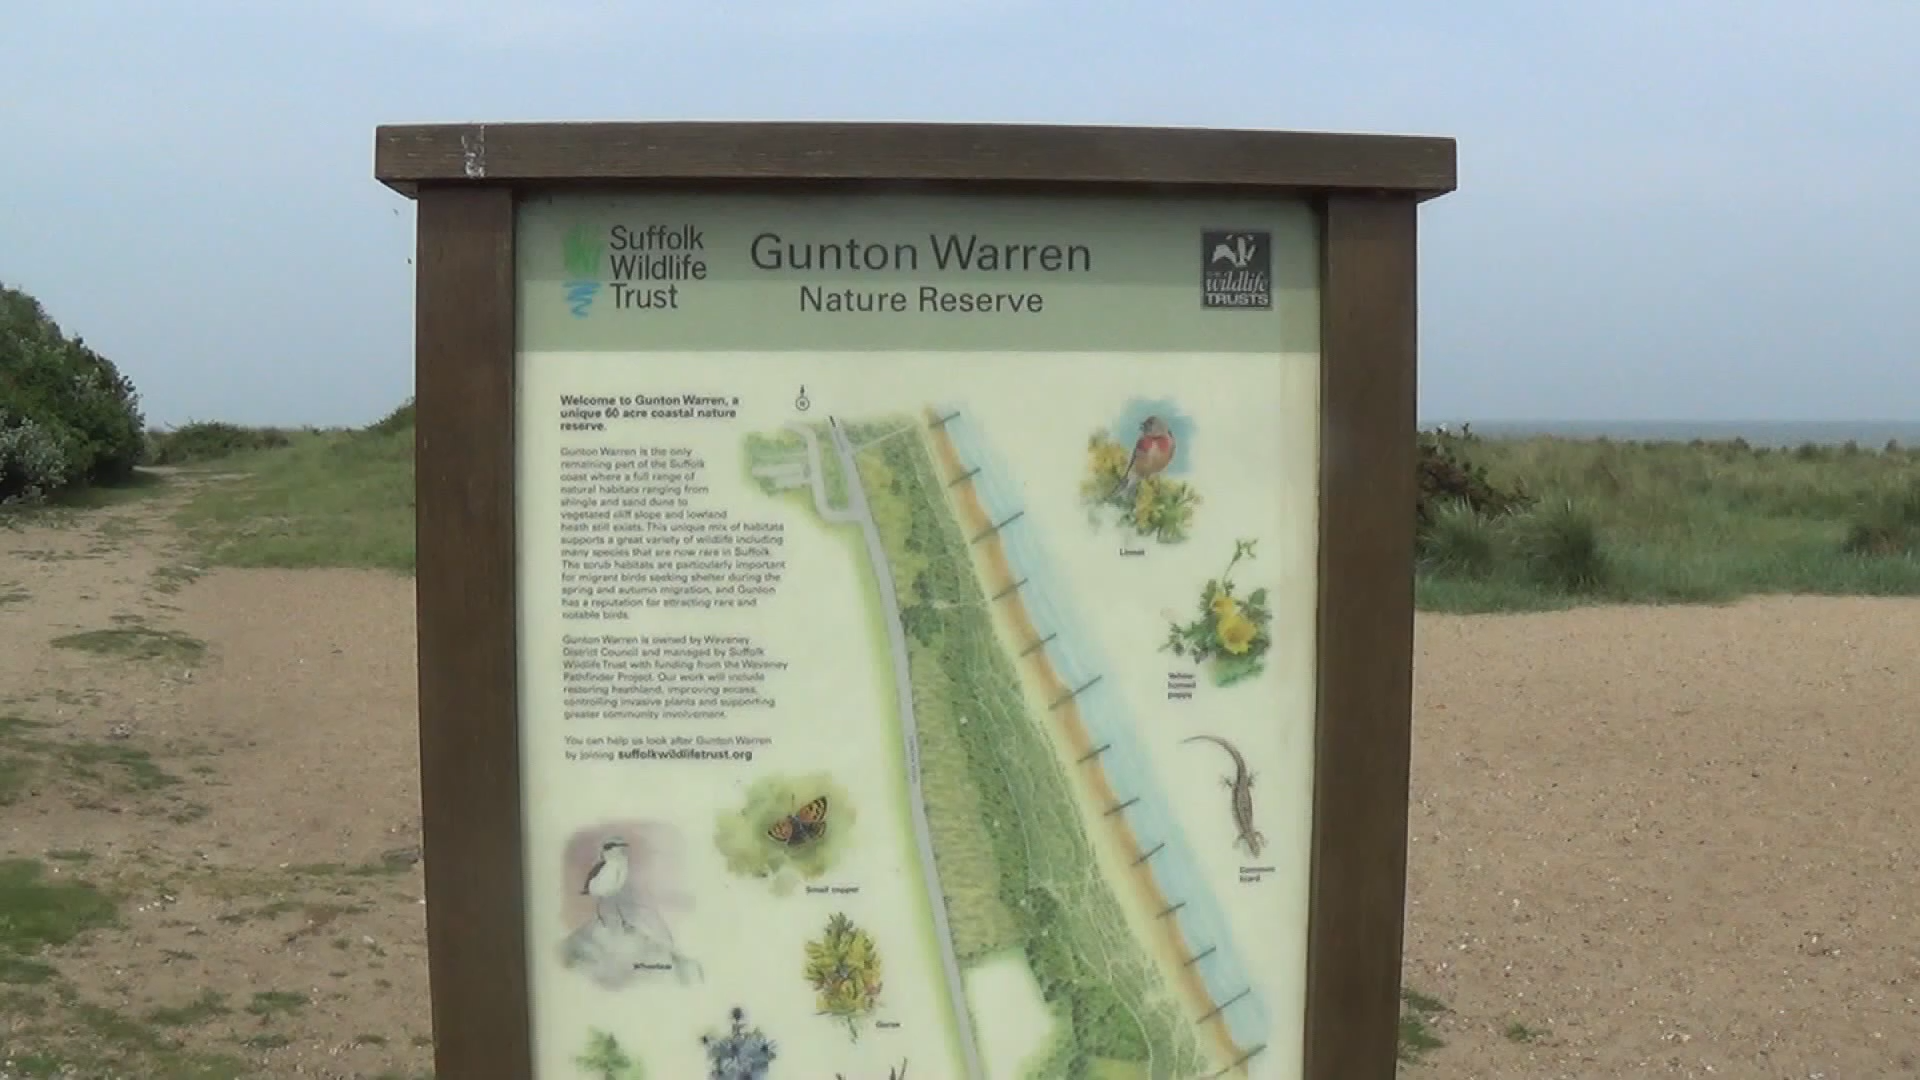 Suffolk
Wildlife
Trust
Gunton Warren
Nature Reserve
wildlife
TRUSTS
Welcome to Gunton Warren, a
unique 60 acre coastal nature
reserve.
Gunton Warren is the only
remaining part of the Suffolk
coast where a full range of
natural habitats ranging from
shingle and sand dune to
vegetated cliff slope and lowland
heath still exists. This unique mix of habitats
supports a great variety of wildlife including
many species that are now rare in Suffolk.
The scrub habitats are particularly important
for migrant birds seeking shelter during the
spring and autumn migration, and Gunton
has a reputation for attracting rare and
notable birds.
Gunton Warren is owned by Waveney
District Council and managed by Suffolk
Wildlife Trust with funding from the Waveney
Pathfinder Project. Our work will include
restoring heathland, improving access,
controlling invasive plants and supporting
greater community involvement.
You can help us look after Gunton Warren
by joining suffolkwildlifetrust.org
Linnet
Yellow
horned
poppy
Common
lizard
Small copper
Wheatear
Gorse